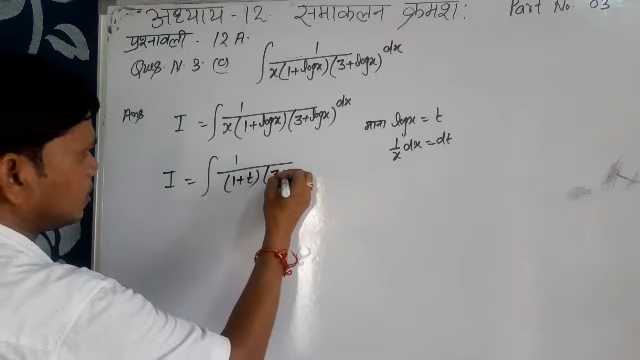 अध्याय - 12. समाकलन क्रमशः Part No. 03
प्रश्नावली - 12 A.
Ques. N. 3. (c) ∫ 1/x(1+logx)(3+logx) dx
Ans I = ∫ 1/x(1+logx)(3+logx) dx माना logx = t
1/x dx = dt
I = ∫ 1/(1+t)(3